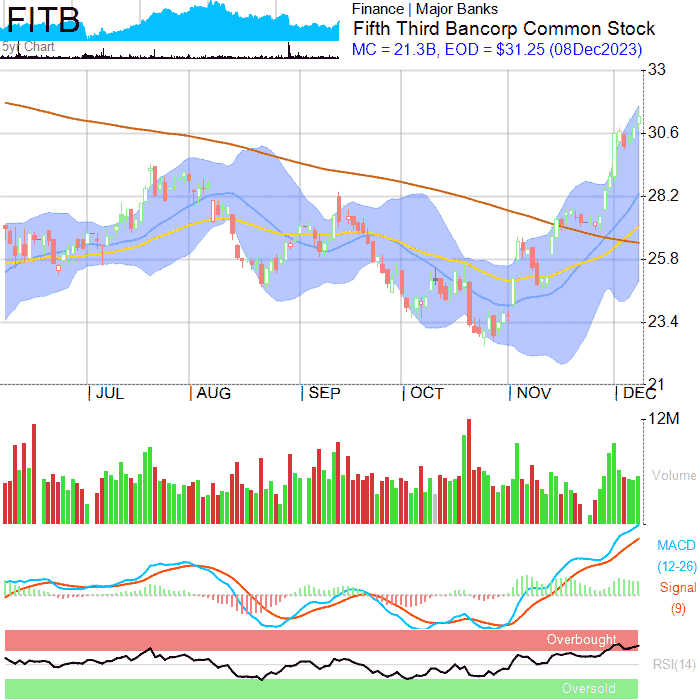 FITB
5yr Chart
Finance | Major Banks
Fifth Third Bancorp Common Stock
MC = 21.3B, EOD = $31.25 (08Dec2023)
33
30.6
28.2
25.8
23.4
21
| JUL | AUG | SEP | OCT | NOV | DEC
12M
Volume
MACD
(12-26)
Signal
(9)
Overbought
RSI(14)
Oversold